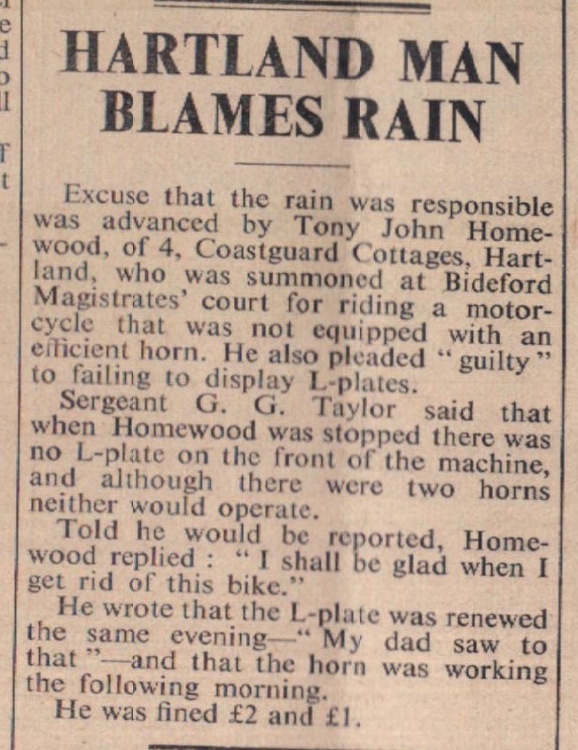 HARTLAND MAN
BLAMES RAIN
Excuse that the rain was responsible
was advanced by Tony John Home-
wood, of 4, Coastguard Cottages, Hart-
land, who was summoned at Bideford
Magistrates' court for riding a motor-
cycle that was not equipped with an
efficient horn. He also pleaded "guilty"
to failing to display L-plates.
Sergeant G. G. Taylor said that
when Homewood was stopped there was
no L-plate on the front of the machine,
and although there were two horns
neither would operate.
Told he would be reported, Home-
wood replied : "I shall be glad when I
get rid of this bike."
He wrote that the L-plate was renewed
the same evening—"My dad saw to
that"—and that the horn was working
the following morning.
He was fined £2 and £1.